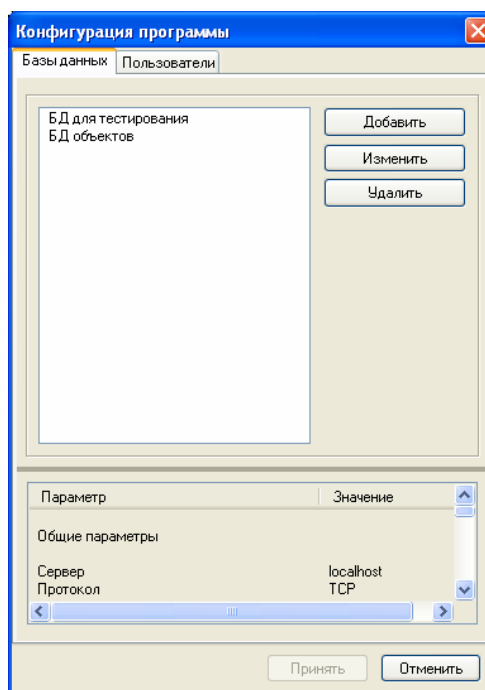 Конфигурация программы
Базы данных Пользователи
БД для тестирования
БД объектов
Добавить
Изменить
Удалить
Параметр Значение
Общие параметры
Сервер localhost
Протокол TCP
Принять Отменить